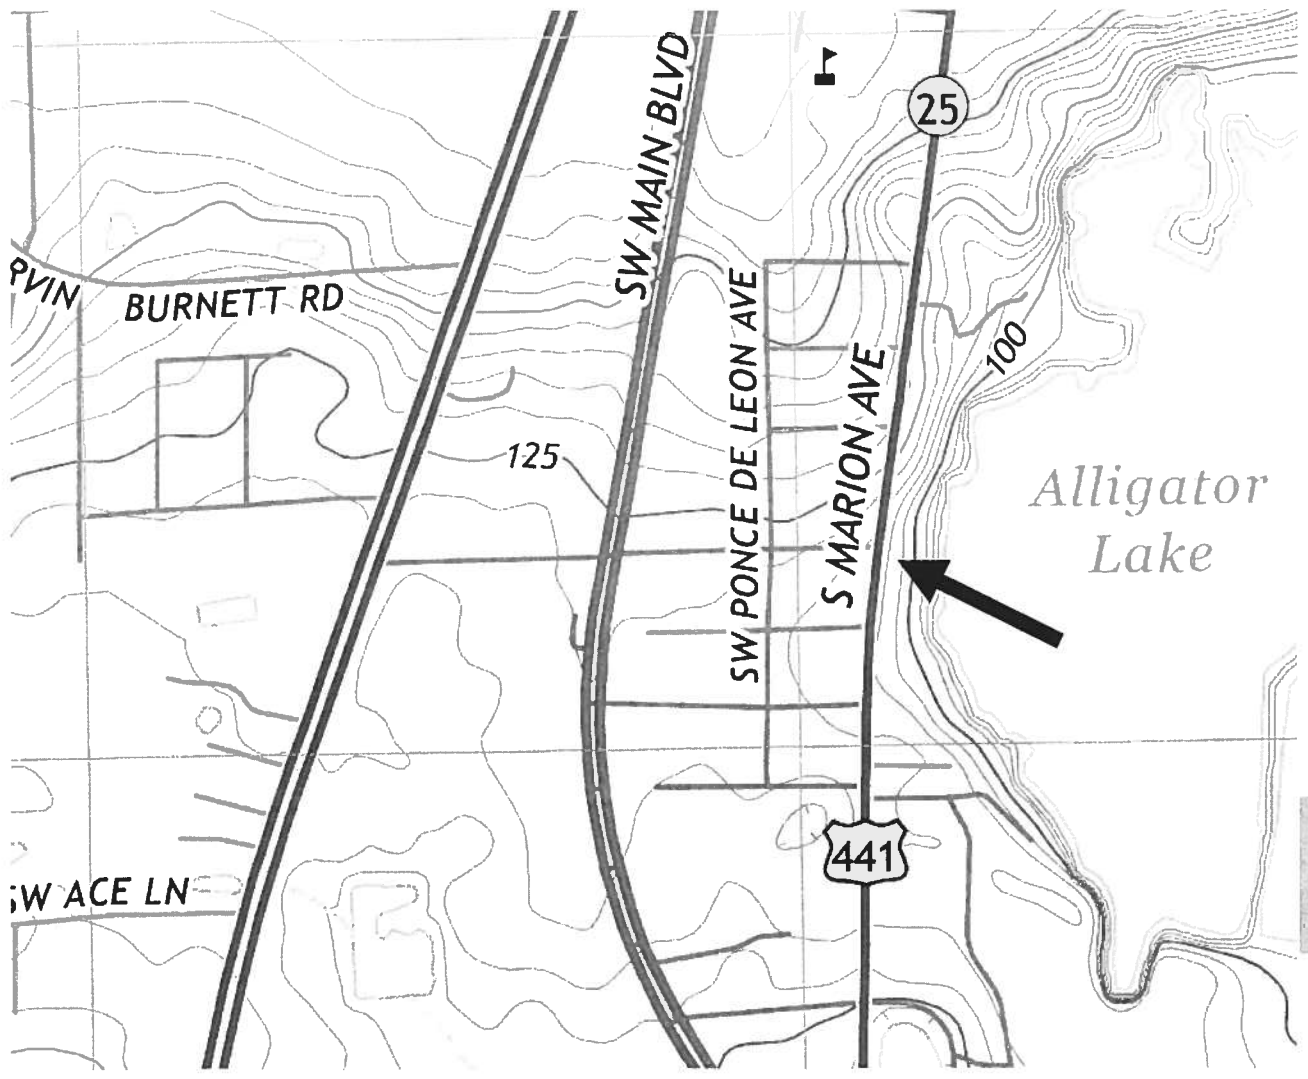 SW MAIN BLVD
25
RVIN
BURNETT RD
SW PONCE DE LEON AVE
S MARION AVE
100
125
Alligator
Lake
441
SW ACE LN